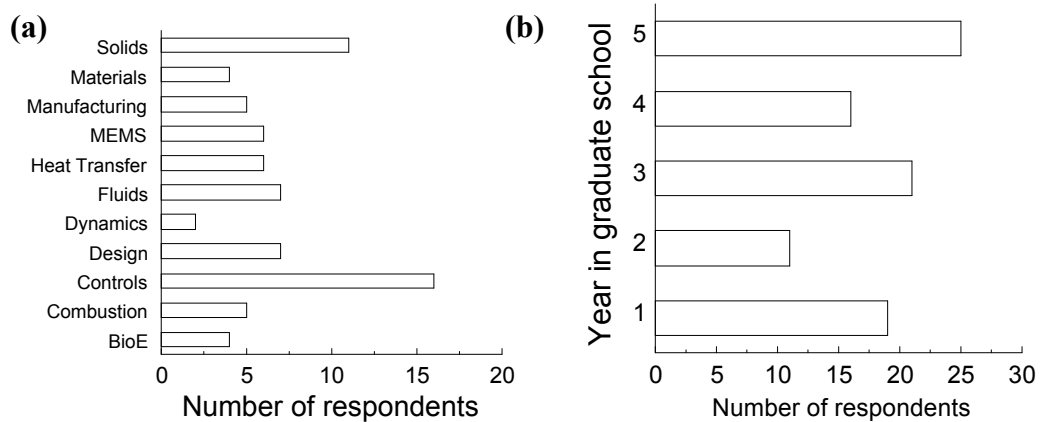 (a)
Solids
Materials
Manufacturing
MEMS
Heat Transfer
Fluids
Dynamics
Design
Controls
Combustion
BioE
0 5 10 15 20
Number of respondents
(b)
Year in graduate school
5
4
3
2
1
0 5 10 15 20 25 30
Number of respondents